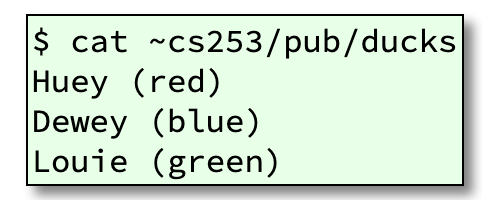 $ cat ~cs253/pub/ducks
Huey (red)
Dewey (blue)
Louie (green)